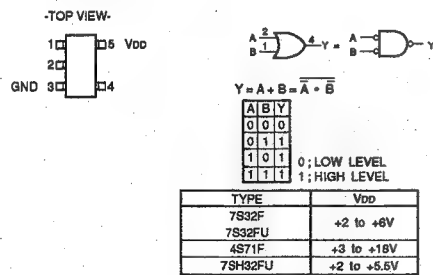 -TOP VIEW-
1 5 VDD
2
GND 3 4
A 2 4 Y = A Y
B 1 B
Y = A + B = A • B
A B Y
0 0 0
0 1 1
1 0 1
1 1 1
0 ; LOW LEVEL
1 ; HIGH LEVEL
TYPE VDD
7S32F +2 to +6V
7S32FU
4S71F +3 to +18V
7SH32FU +2 to +5.5V